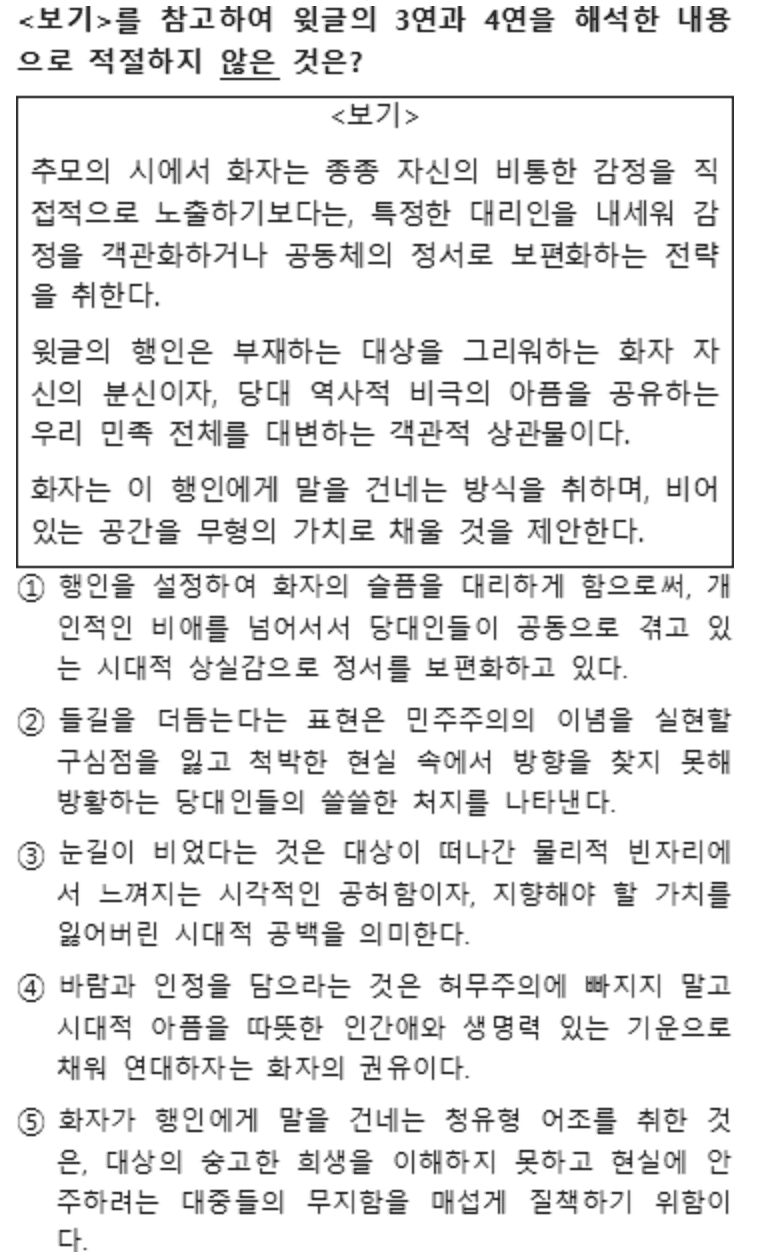 <보기>를 참고하여 윗글의 3연과 4연을 해석한 내용
으로 적절하지 않은 것은?
<보기>
추모의 시에서 화자는 종종 자신의 비통한 감정을 직
접적으로 노출하기보다는, 특정한 대리인을 내세워 감
정을 객관화하거나 공동체의 정서로 보편화하는 전략
을 취한다.
윗글의 행인은 부재하는 대상을 그리워하는 화자 자
신의 분신이자, 당대 역사적 비극의 아픔을 공유하는
우리 민족 전체를 대변하는 객관적 상관물이다.
화자는 이 행인에게 말을 건네는 방식을 취하며, 비어
있는 공간을 무형의 가치로 채울 것을 제안한다.
① 행인을 설정하여 화자의 슬픔을 대리하게 함으로써, 개
인적인 비애를 넘어서서 당대인들이 공동으로 겪고 있
는 시대적 상실감으로 정서를 보편화하고 있다.
② 들길을 더듬는다는 표현은 민주주의의 이념을 실현할
구심점을 잃고 척박한 현실 속에서 방향을 찾지 못해
방황하는 당대인들의 쓸쓸한 처지를 나타낸다.
③ 눈길이 비었다는 것은 대상이 떠나간 물리적 빈자리에
서 느껴지는 시각적인 공허함이자, 지향해야 할 가치를
잃어버린 시대적 공백을 의미한다.
④ 바람과 인정을 담으라는 것은 허무주의에 빠지지 말고
시대적 아픔을 따뜻한 인간애와 생명력 있는 기운으로
채워 연대하자는 화자의 권유이다.
⑤ 화자가 행인에게 말을 건네는 청유형 어조를 취한 것
은, 대상의 숭고한 희생을 이해하지 못하고 현실에 안
주하려는 대중들의 무지함을 매섭게 질책하기 위함이
다.